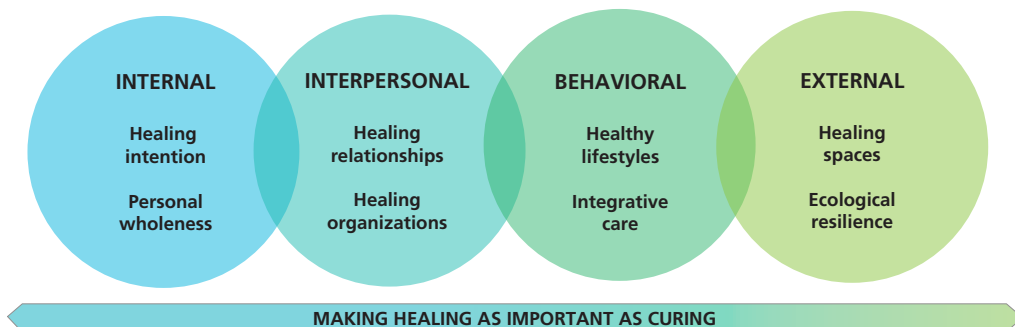 INTERNAL
Healing
intention
Personal
wholeness
INTERPERSONAL
Healing
relationships
Healing
organizations
BEHAVIORAL
Healthy
lifestyles
Integrative
care
EXTERNAL
Healing
spaces
Ecological
resilience
MAKING HEALING AS IMPORTANT AS CURING